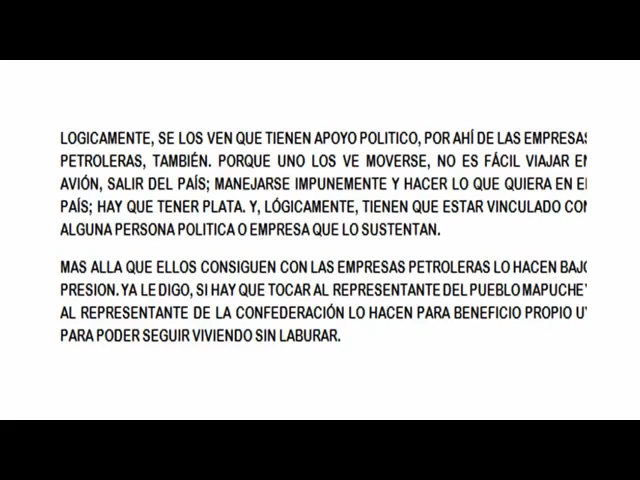 LOGICAMENTE, SE LOS VEN QUE TIENEN APOYO POLITICO, POR AHÍ DE LAS EMPRESAS
PETROLERAS, TAMBIÉN. PORQUE UNO LOS VE MOVERSE, NO ES FÁCIL VIAJAR EN
AVIÓN, SALIR DEL PAÍS; MANEJARSE IMPUNEMENTE Y HACER LO QUE QUIERA EN EL
PAÍS; HAY QUE TENER PLATA. Y, LÓGICAMENTE, TIENEN QUE ESTAR VINCULADO CON
ALGUNA PERSONA POLITICA O EMPRESA QUE LO SUSTENTAN.
MAS ALLA QUE ELLOS CONSIGUEN CON LAS EMPRESAS PETROLERAS LO HACEN BAJO
PRESION. YA LE DIGO, SI HAY QUE TOCAR AL REPRESENTANTE DEL PUEBLO MAPUCHE Y
AL REPRESENTANTE DE LA CONFEDERACIÓN LO HACEN PARA BENEFICIO PROPIO
PARA PODER SEGUIR VIVIENDO SIN LABURAR.